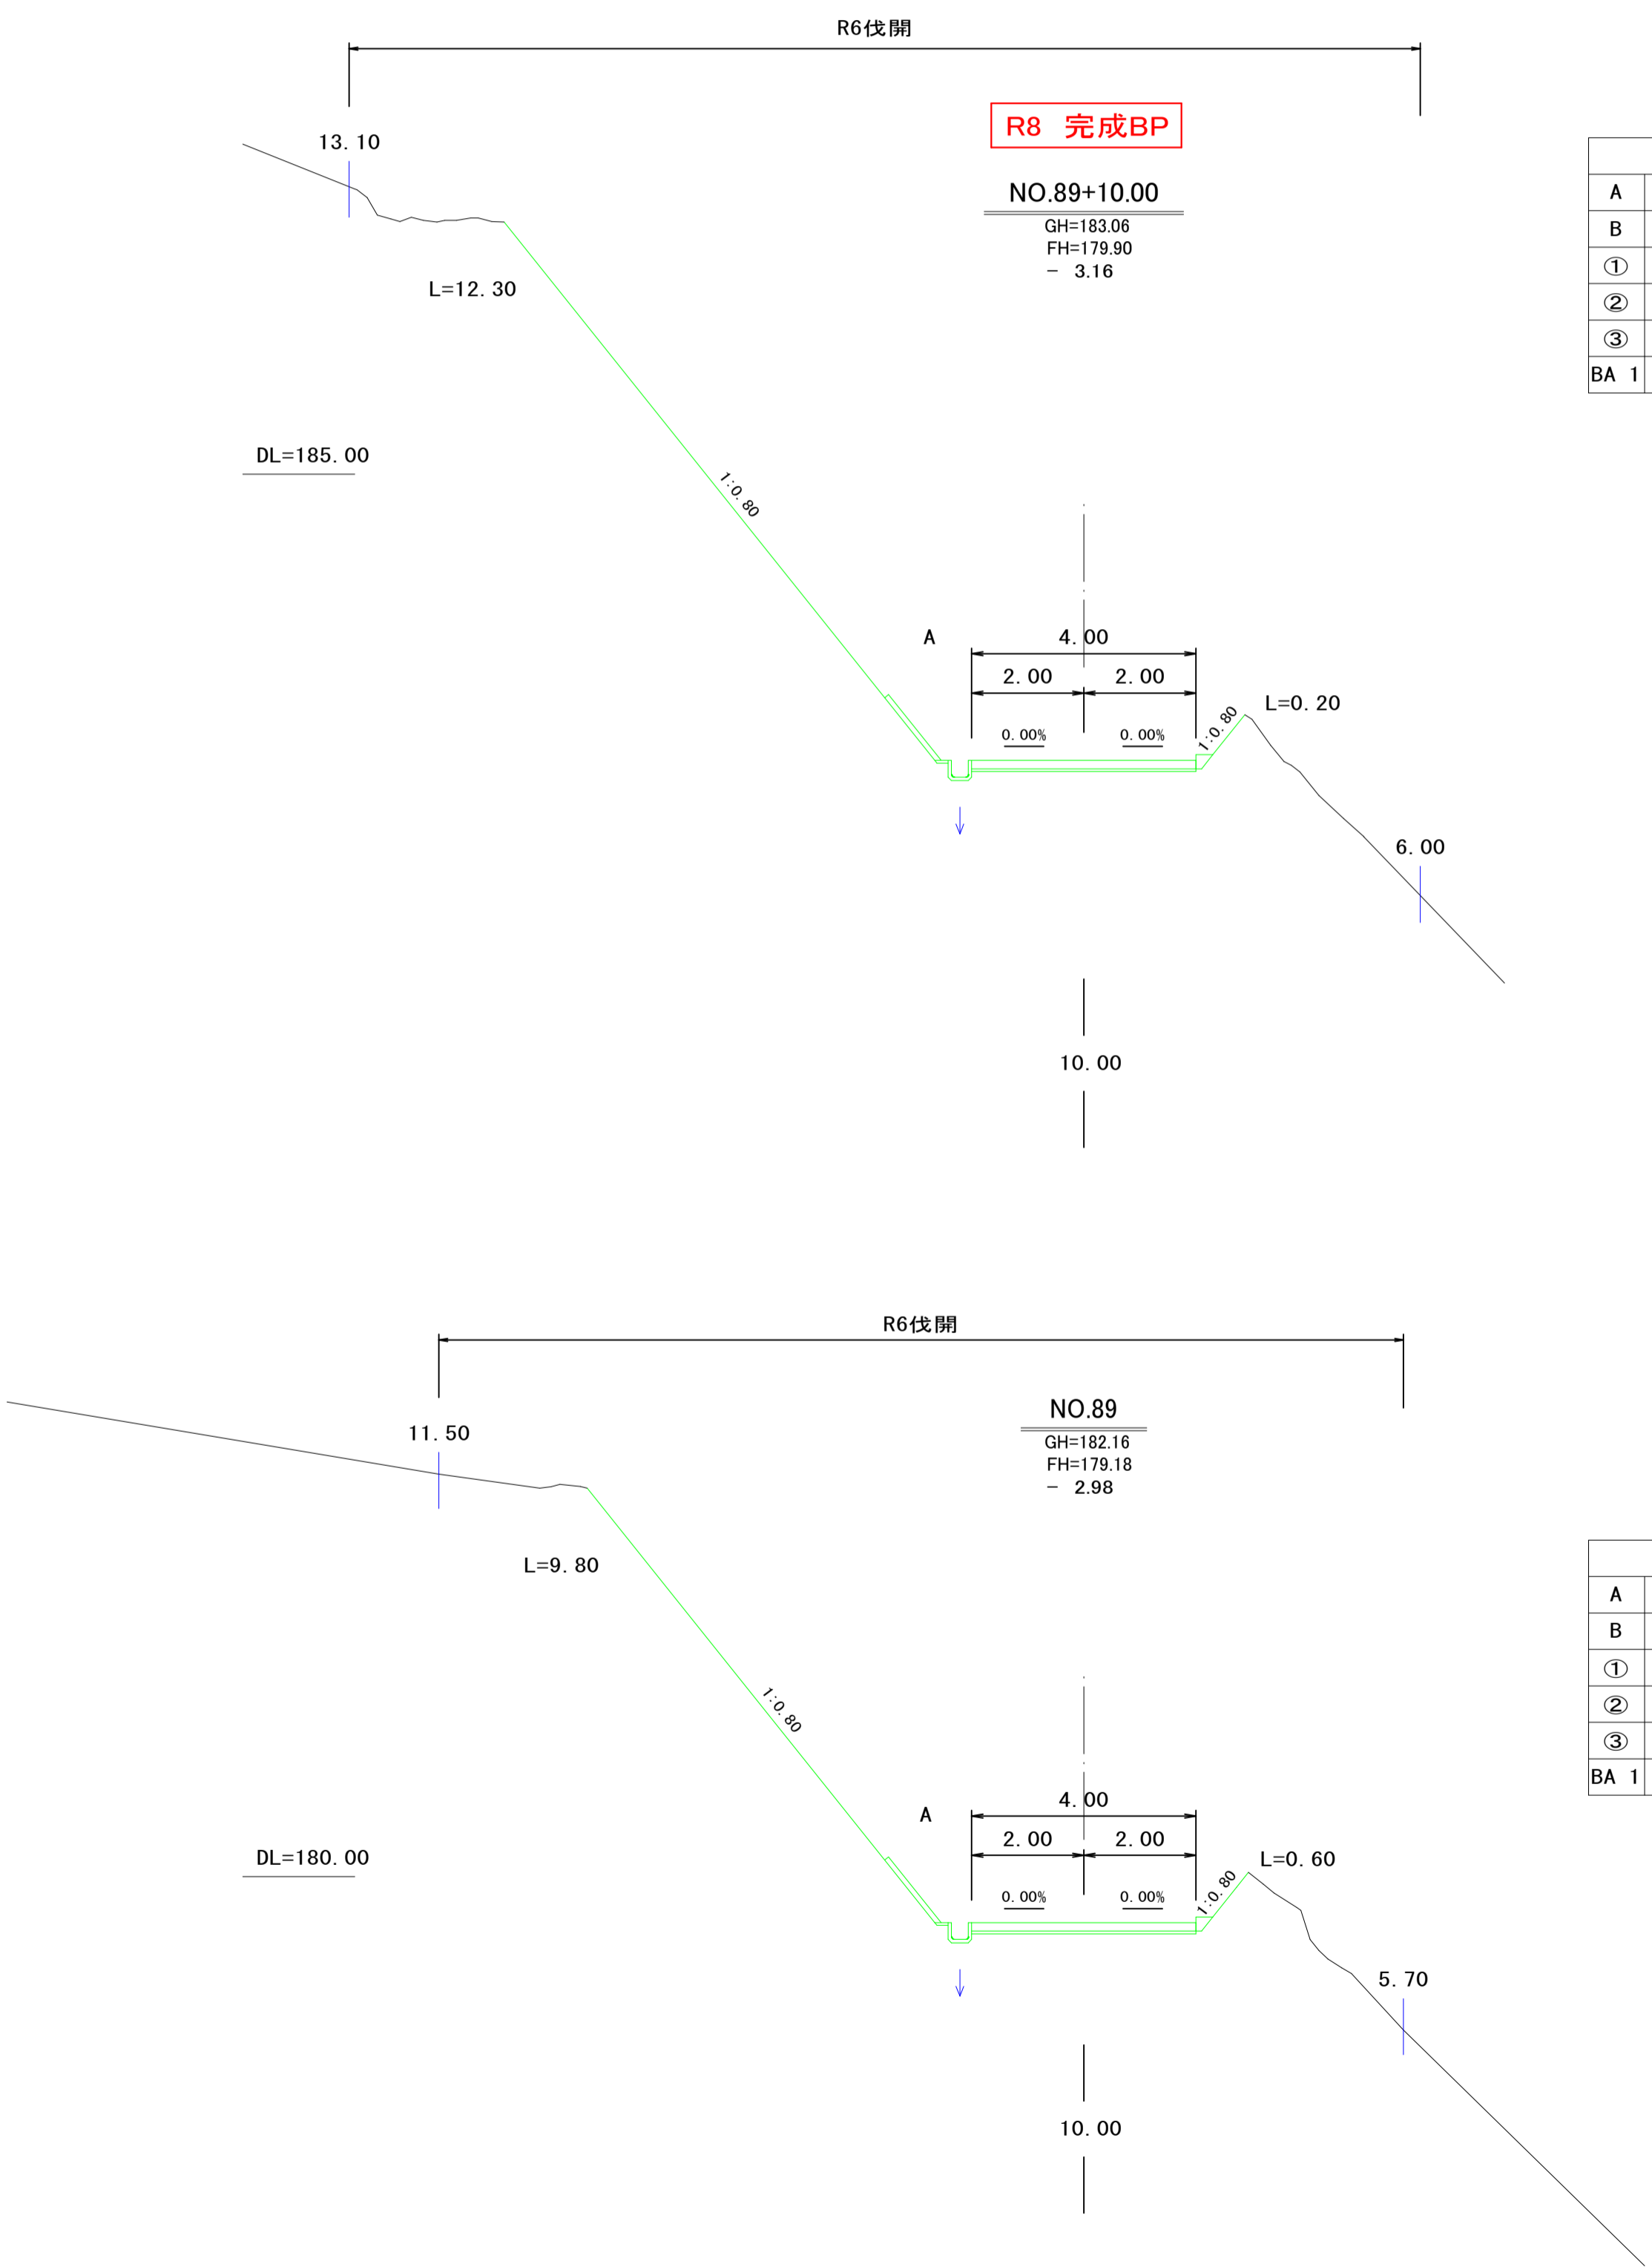 R6伐開
R8 完成BP
13.10
NO.89+10.00
GH=183.06
FH=179.90
− 3.16
A
B
①
②
③
BA 1
L=12.30
DL=185.00
1:0.80
A
4.00
2.00
2.00
0.00%
0.00%
1:0.80
L=0.20
6.00
10.00
R6伐開
NO.89
GH=182.16
FH=179.18
− 2.98
11.50
L=9.80
A
B
①
②
③
BA 1
1:0.80
DL=180.00
A
4.00
2.00
2.00
0.00%
0.00%
1:0.80
L=0.60
5.70
10.00